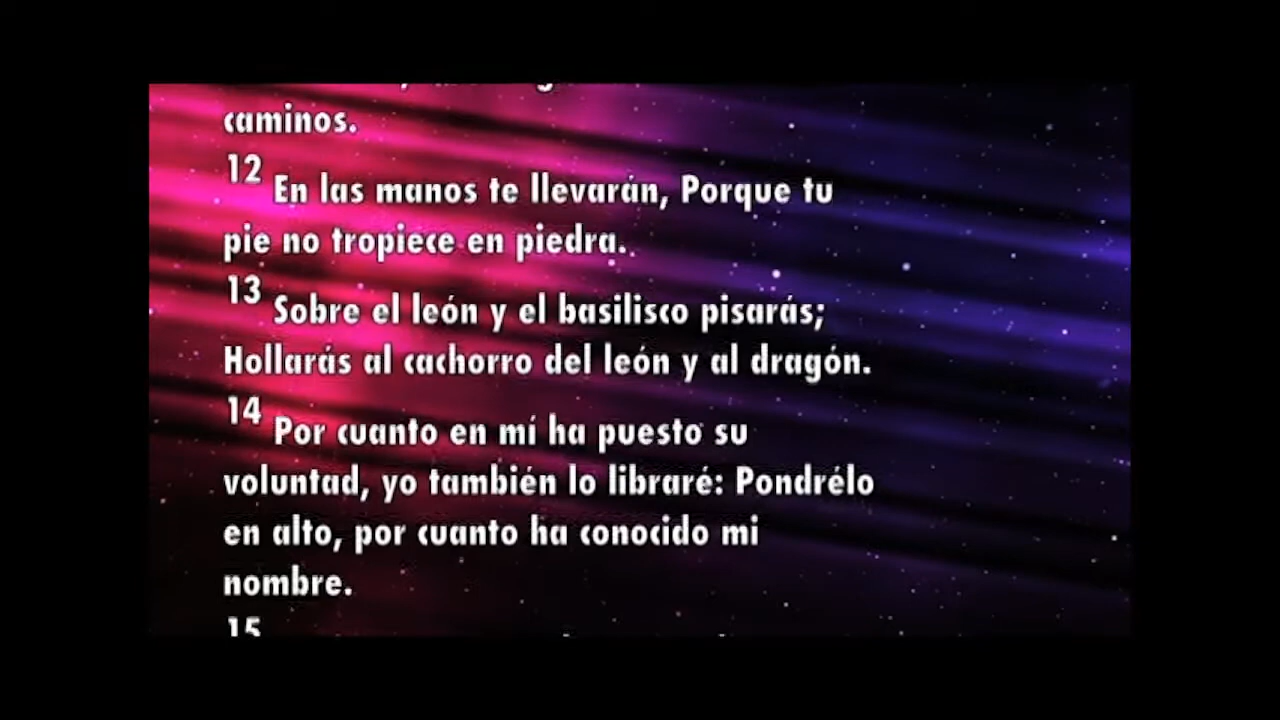 caminos.
12 En las manos te llevarán, Porque tu
pie no tropiece en piedra.
13 Sobre el león y el basilisco pisarás;
Hollarás al cachorro del león y al dragón.
14 Por cuanto en mí ha puesto su
voluntad, yo también lo libraré: Pondrélo
en alto, por cuanto ha conocido mi
nombre.
15